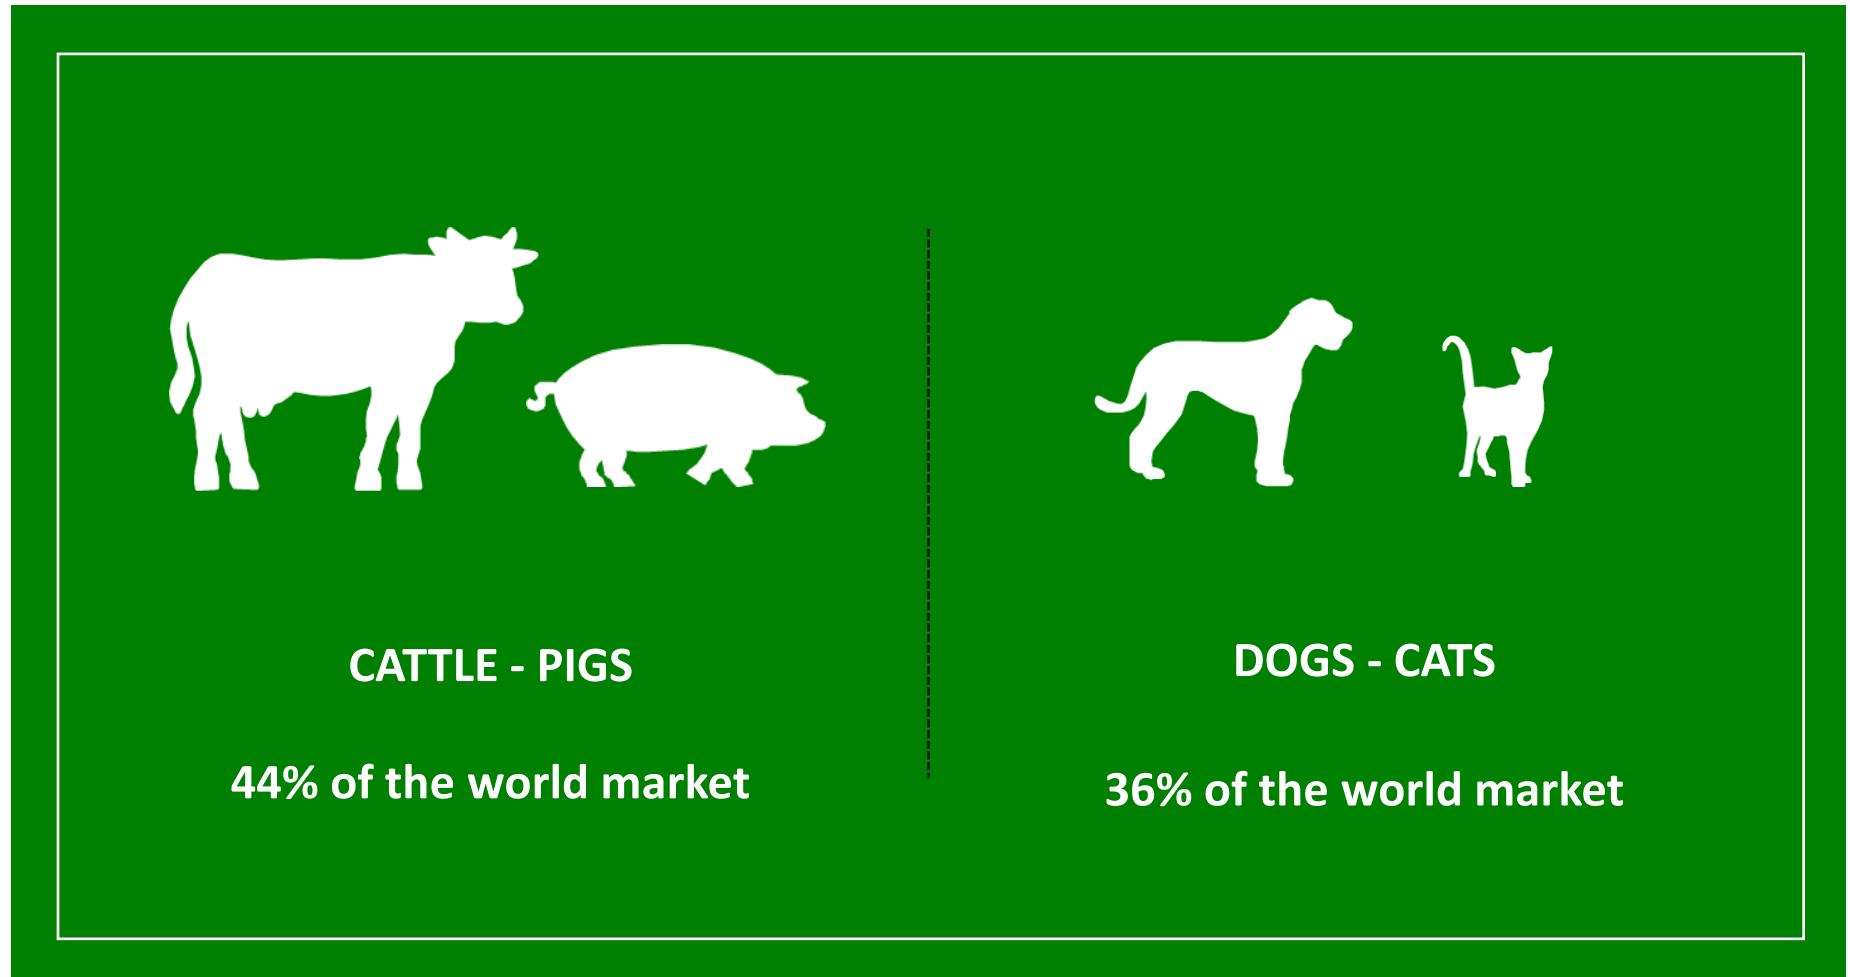 CATTLE - PIGS
44% of the world market
DOGS - CATS
36% of the world market